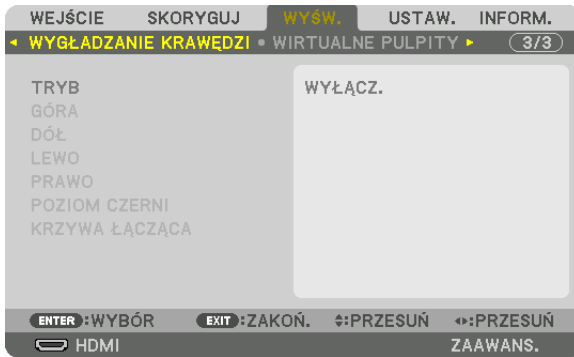 WEJŚCIE SKORYGUJ WYŚW. USTAW. INFORM.
WYGŁADZANIE KRAWĘDZI • WIRTUALNE PULPITY 3/3
TRYB WYŁĄCZ.
GÓRA
DÓŁ
LEWO
PRAWO
POZIOM CZERNI
KRZYWA ŁĄCZĄCA
ENTER :WYBÓR EXIT :ZAKOŃ. :PRZESUŃ :PRZESUŃ
HDMI ZAAWANS.